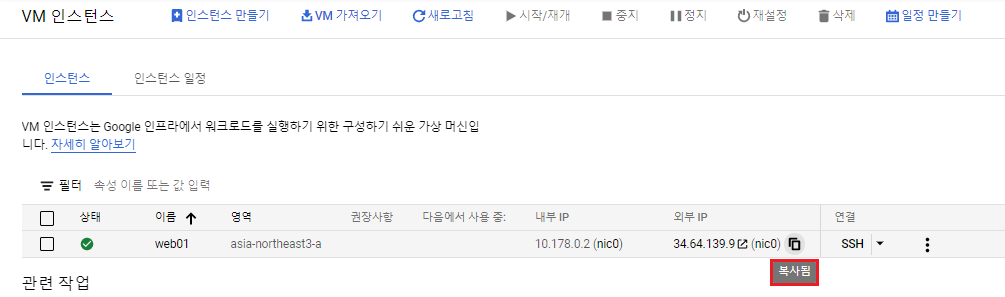 VM 인스턴스 인스턴스 만들기 VM 가져오기 새로고침 시작/재개 중지 정지 재설정 삭제 일정 만들기
인스턴스 인스턴스 일정
VM 인스턴스는 Google 인프라에서 워크로드를 실행하기 위한 구성하기 쉬운 가상 머신입
니다. 자세히 알아보기
필터 속성 이름 또는 값 입력
상태 이름 영역 권장사항 다음에서 사용 중: 내부 IP 외부 IP 연결
web01 asia-northeast3-a 10.178.0.2 (nic0) 34.64.139.9 (nic0) SSH
복사됨
관련 작업